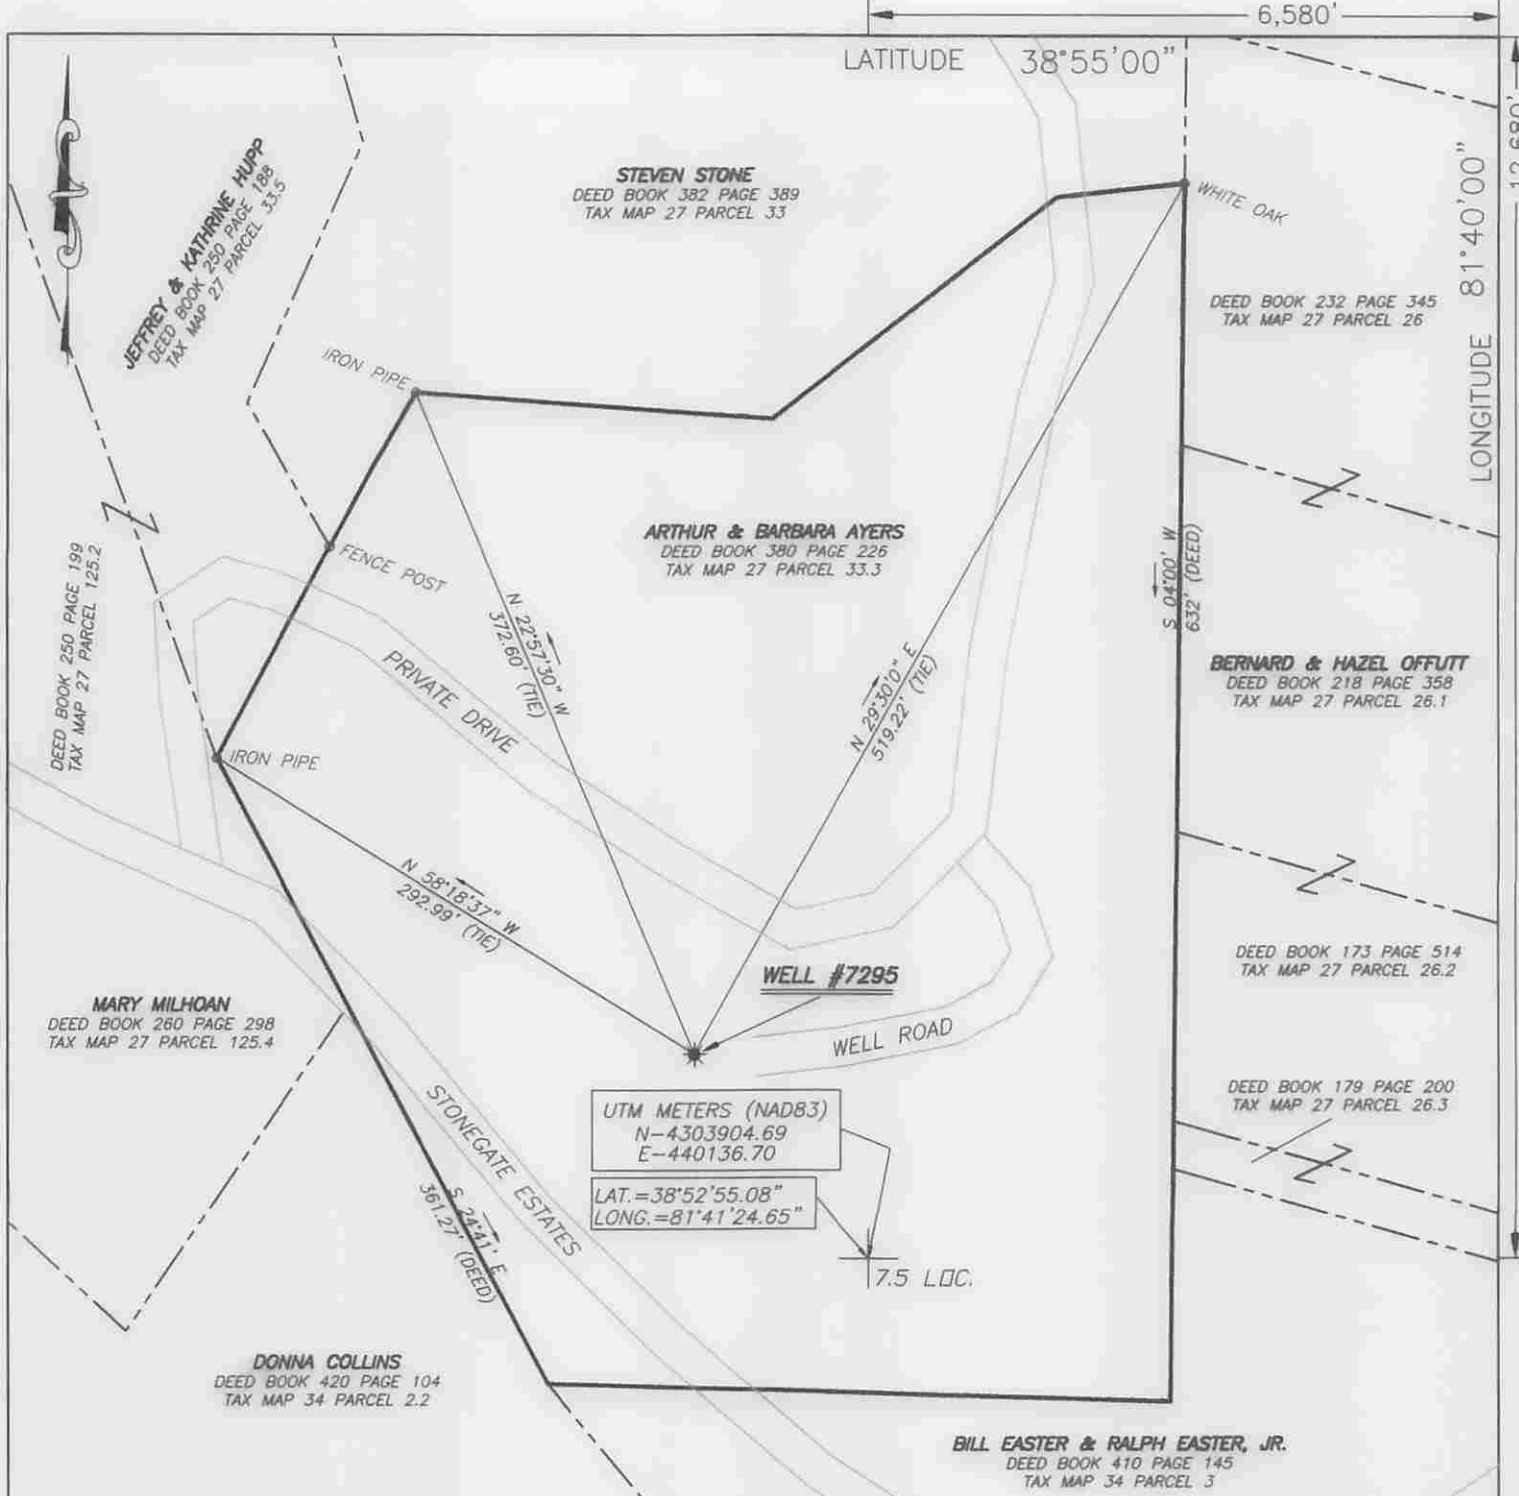 6,580'
LATITUDE 38°55'00"
12,680'
LONGITUDE 81°40'00"
STEVEN STONE
DEED BOOK 382 PAGE 389
TAX MAP 27 PARCEL 33
JEFFREY & KATHRINE HUPP
DEED BOOK 250 PAGE 188
TAX MAP 27 PARCEL 33.5
WHITE OAK
DEED BOOK 232 PAGE 345
TAX MAP 27 PARCEL 26
IRON PIPE
FENCE POST
ARTHUR & BARBARA AYERS
DEED BOOK 380 PAGE 226
TAX MAP 27 PARCEL 33.3
DEED BOOK 250 PAGE 199
TAX MAP 27 PARCEL 125.2
S 04°00' W
632' (DEED)
N 22°57'30" W
372.60' (TIE)
N 29°30'0" E
519.22' (TIE)
BERNARD & HAZEL OFFUTT
DEED BOOK 218 PAGE 358
TAX MAP 27 PARCEL 26.1
PRIVATE DRIVE
IRON PIPE
N 58°18'37" W
292.99' (TIE)
DEED BOOK 173 PAGE 514
TAX MAP 27 PARCEL 26.2
WELL #7295
MARY MILHOAN
DEED BOOK 260 PAGE 298
TAX MAP 27 PARCEL 125.4
WELL ROAD
DEED BOOK 179 PAGE 200
TAX MAP 27 PARCEL 26.3
UTM METERS (NAD83)
N-4303904.69
E-440136.70
LAT.=38°52'55.08"
LONG.=81°41'24.65"
STONEGATE ESTATES
S 24°41' E
361.27' (DEED)
7.5 LOC.
DONNA COLLINS
DEED BOOK 420 PAGE 104
TAX MAP 34 PARCEL 2.2
BILL EASTER & RALPH EASTER, JR.
DEED BOOK 410 PAGE 145
TAX MAP 34 PARCEL 3